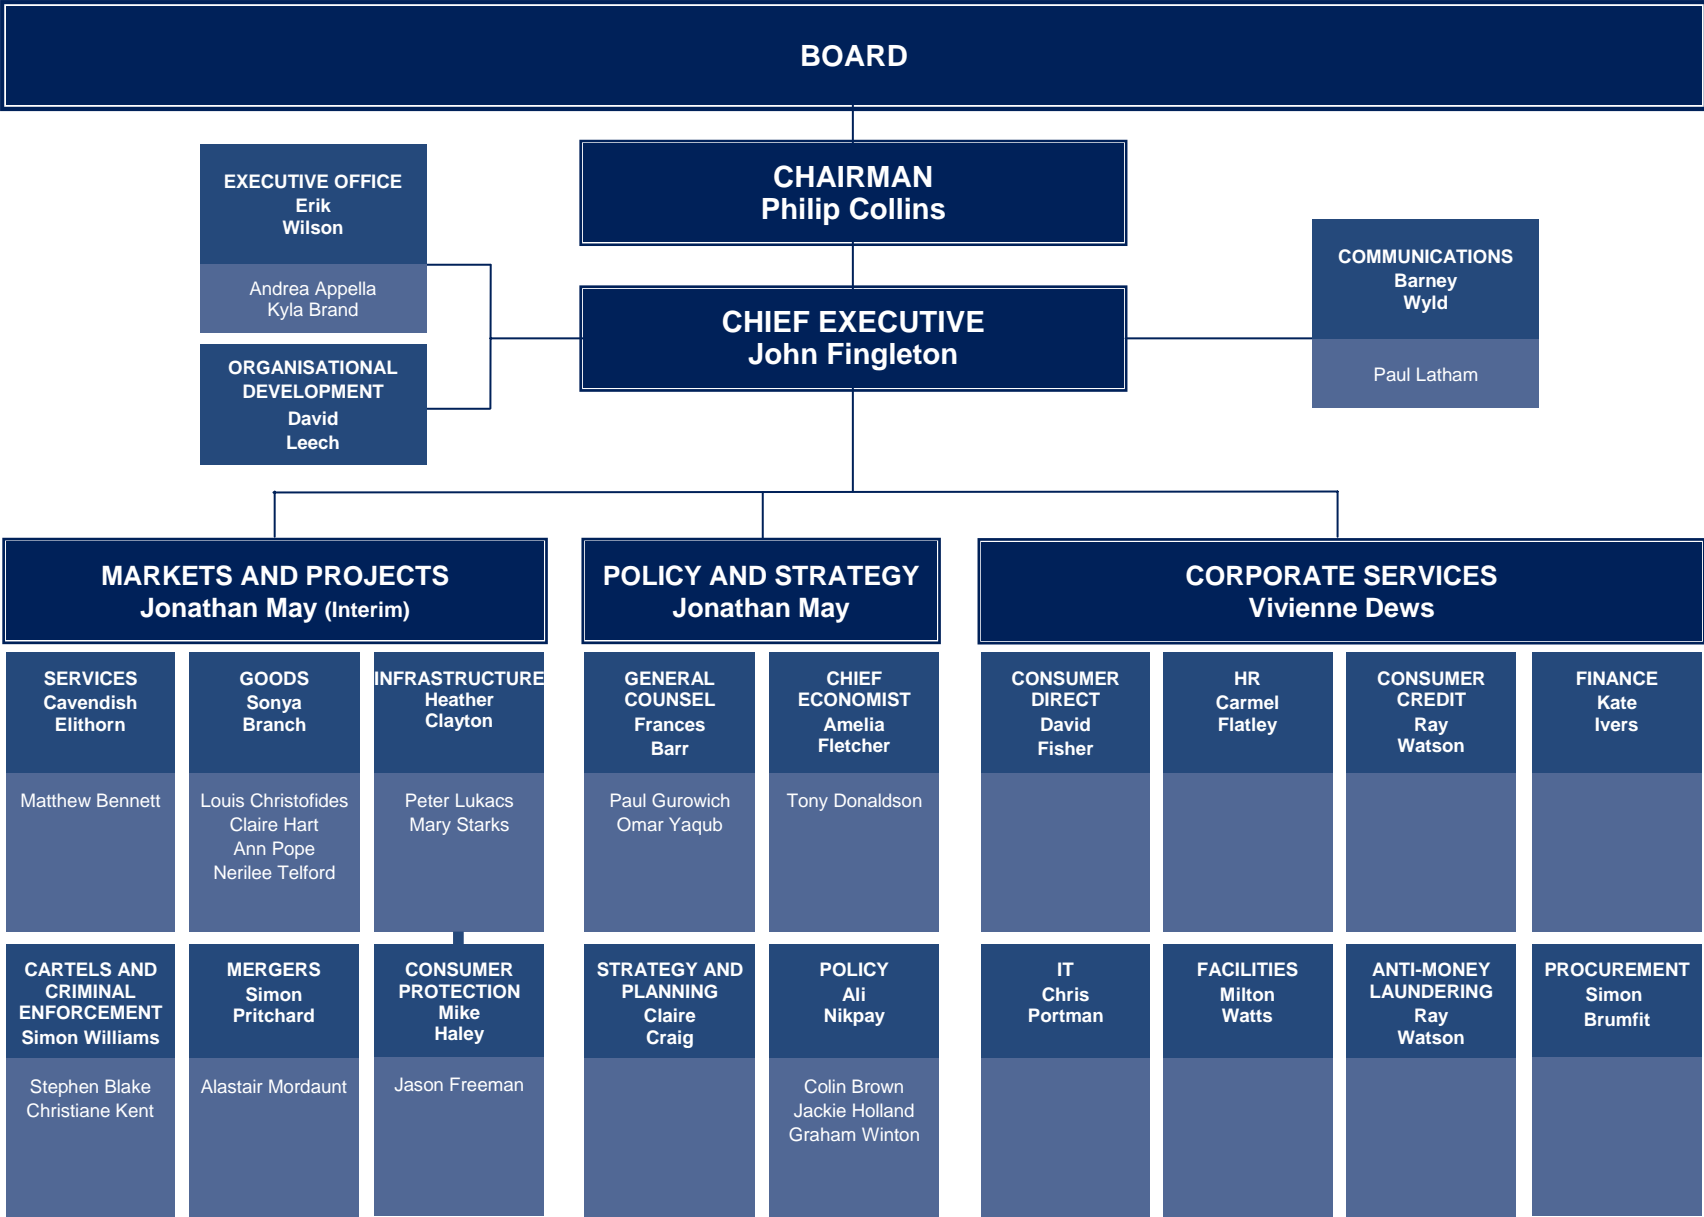 BOARD
CHAIRMAN
Philip Collins
EXECUTIVE OFFICE
Erik
Wilson
Andrea Appella
Kyla Brand
COMMUNICATIONS
Barney
Wyld
Paul Latham
CHIEF EXECUTIVE
John Fingleton
ORGANISATIONAL
DEVELOPMENT
David
Leech
MARKETS AND PROJECTS
Jonathan May (Interim)
POLICY AND STRATEGY
Jonathan May
CORPORATE SERVICES
Vivienne Dews
SERVICES
Cavendish
Elithorn
Matthew Bennett
GOODS
Sonya
Branch
Louis Christofides
Claire Hart
Ann Pope
Nerilee Telford
INFRASTRUCTURE
Heather
Clayton
Peter Lukacs
Mary Starks
GENERAL
COUNSEL
Frances
Barr
Paul Gurowich
Omar Yaqub
CHIEF
ECONOMIST
Amelia
Fletcher
Tony Donaldson
CONSUMER
DIRECT
David
Fisher
HR
Carmel
Flatley
CONSUMER
CREDIT
Ray
Watson
FINANCE
Kate
Ivers
CARTELS AND
CRIMINAL
ENFORCEMENT
Simon Williams
Stephen Blake
Christiane Kent
MERGERS
Simon
Pritchard
Alastair Mordaunt
CONSUMER
PROTECTION
Mike
Haley
Jason Freeman
STRATEGY AND
PLANNING
Claire
Craig
POLICY
Ali
Nikpay
Colin Brown
Jackie Holland
Graham Winton
IT
Chris
Portman
FACILITIES
Milton
Watts
ANTI-MONEY
LAUNDERING
Ray
Watson
PROCUREMENT
Simon
Brumfit